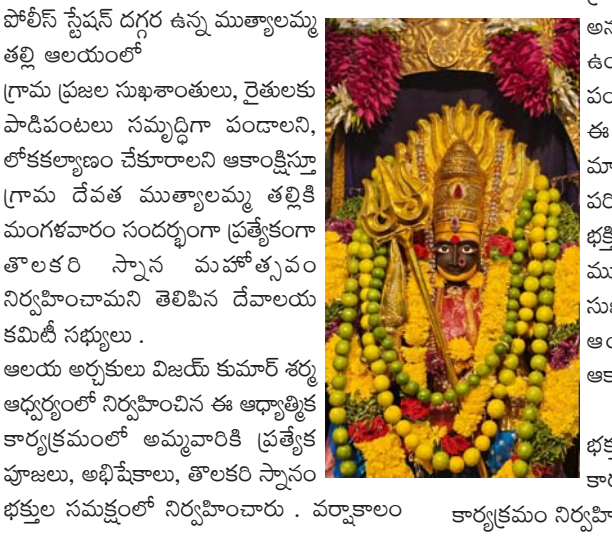 పోలీస్ స్టేషన్ దగ్గర ఉన్న ముత్యాలమ్మ
తల్లి ఆలయంలో
గ్రామ ప్రజల సుఖశాంతులు, రైతులకు
పాడిపంటలు సమృద్ధిగా పండాలని,
లోకకల్యాణం చేకూరాలని ఆకాంక్షిస్తూ
గ్రామ దేవత ముత్యాలమ్మ తల్లికి
మంగళవారం సందర్భంగా ప్రత్యేకంగా
తొలకరి స్నాన మహోత్సవం
నిర్వహించామని తెలిపిన దేవాలయ
కమిటీ సభ్యులు .
ఆలయ అర్చకులు విజయ్ కుమార్ శర్మ
ఆధ్వర్యంలో నిర్వహించిన ఈ ఆధ్యాత్మిక
కార్యక్రమంలో అమ్మవారికి ప్రత్యేక
పూజలు, అభిషేకాలు, తొలకరి స్నానం
భక్తుల సమక్షంలో నిర్వహించారు . వర్షాకాలం
ఈ
కార్యక్రమం